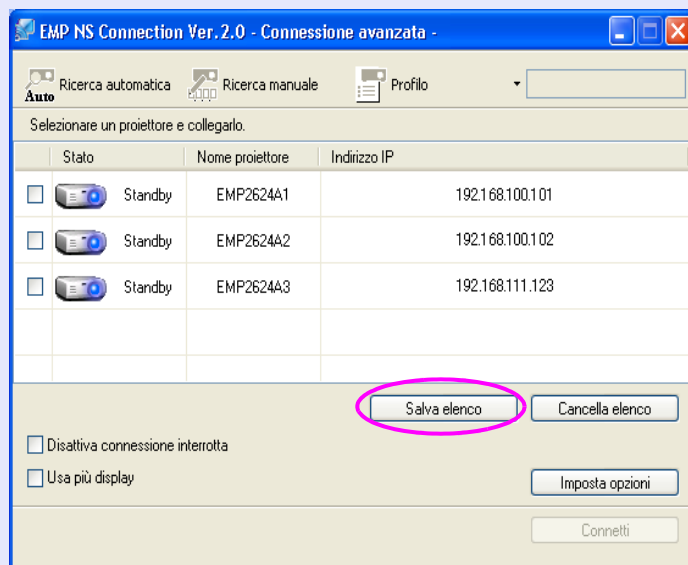 EMP NS Connection Ver.2.0 - Connessione avanzata -
Auto Ricerca automatica Ricerca manuale Profilo
Selezionare un proiettore e collegarlo.
Stato Nome proiettore Indirizzo IP
Standby EMP2624A1 192.168.100.101
Standby EMP2624A2 192.168.100.102
Standby EMP2624A3 192.168.111.123
Salva elenco Cancella elenco
Disattiva connessione interrotta
Usa più display Imposta opzioni
Connetti